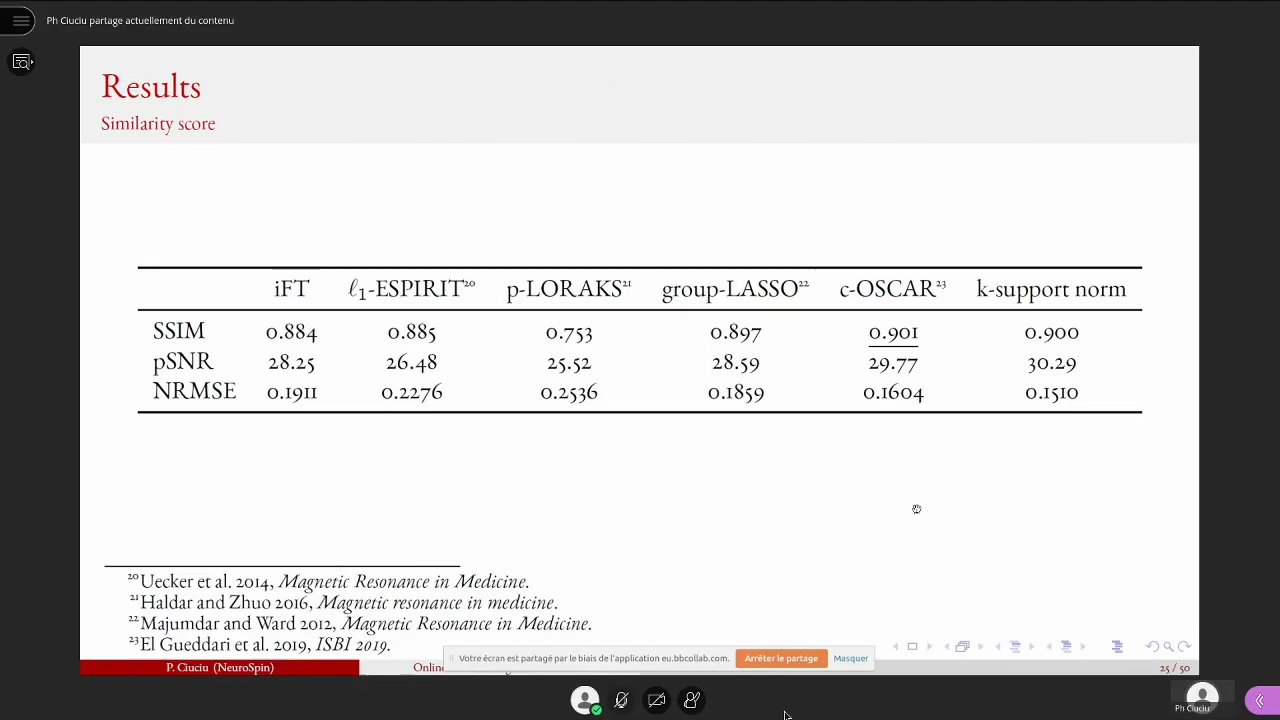 Ph Ciuciu partage actuellement du contenu
Results
Similarity score
iFT ℓ₁-ESPIRIT²⁰ p-LORAKS²¹ group-LASSO²² c-OSCAR²³ k-support norm
SSIM 0.884 0.885 0.753 0.897 0.901 0.900
pSNR 28.25 26.48 25.52 28.59 29.77 30.29
NRMSE 0.1911 0.2276 0.2536 0.1859 0.1604 0.1510
²⁰Uecker et al. 2014, Magnetic Resonance in Medicine.
²¹Haldar and Zhuo 2016, Magnetic resonance in medicine.
²²Majumdar and Ward 2012, Magnetic Resonance in Medicine.
²³El Gueddari et al. 2019, ISBI 2019.
Votre écran est partagé par le biais de l'application eu.bbcollab.com. Arrêter le partage Masquer
P. Ciuciu (NeuroSpin) 25 / 50
Ph Ciuciu